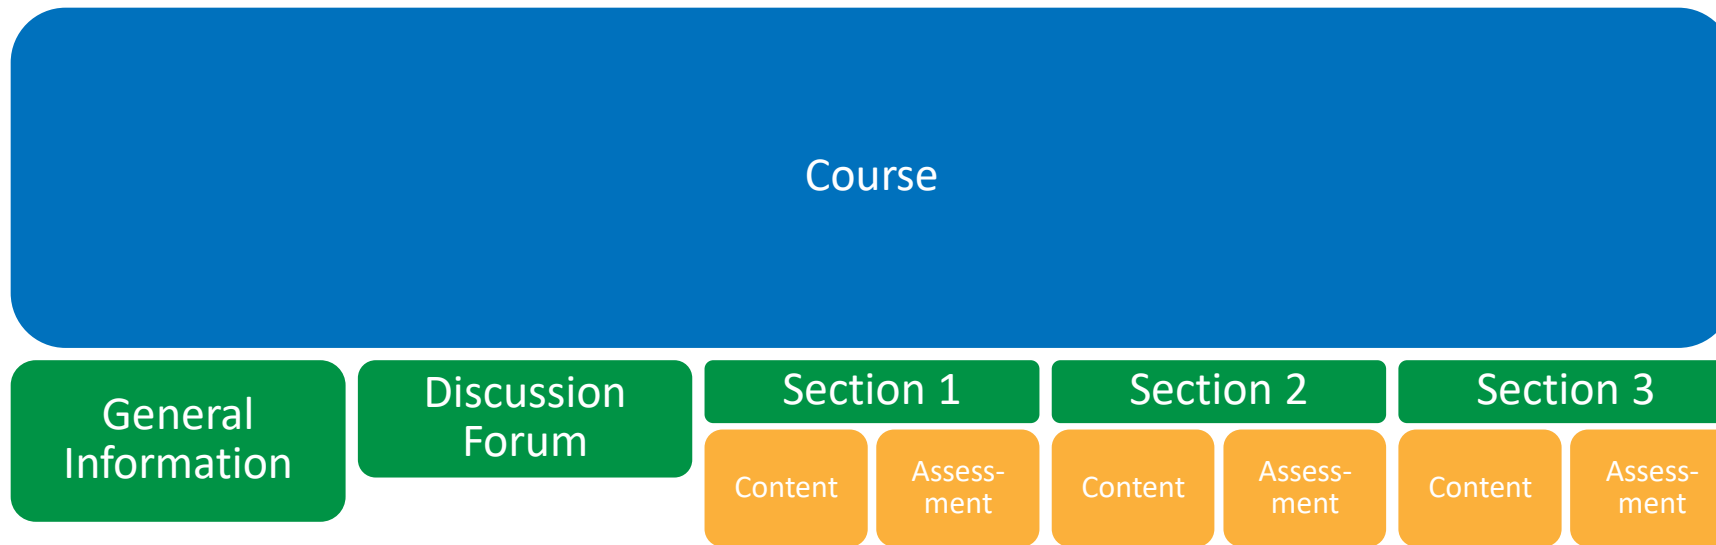 Course
General
Information
Discussion
Forum
Section 1
Section 2
Section 3
Content
Assess-
ment
Content
Assess-
ment
Content
Assess-
ment